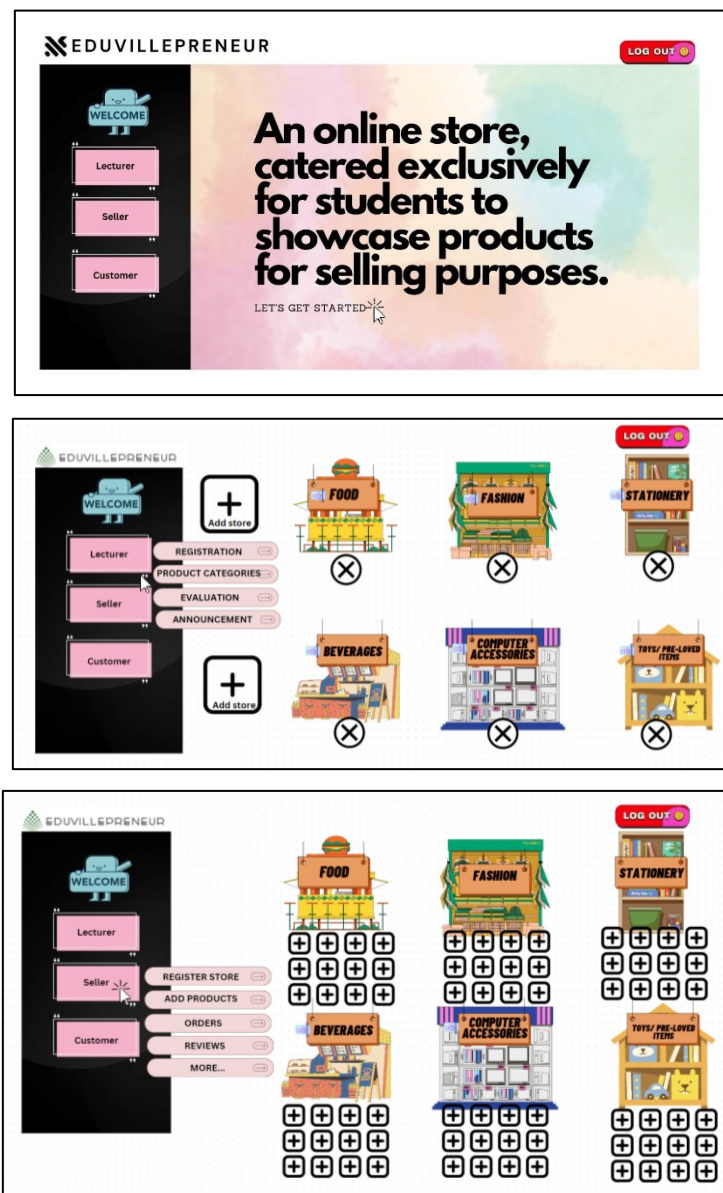 EDUVILLEPRENEUR
LOG OUT
WELCOME
Lecturer
Seller
Customer
An online store,
catered exclusively
for students to
showcase products
for selling purposes.
LET'S GET STARTED
EDUVILLEPRENEUR
LOG OUT
WELCOME
Lecturer
Seller
Customer
REGISTRATION
PRODUCT CATEGORIES
EVALUATION
ANNOUNCEMENT
Add store
Add store
FOOD
FASHION
STATIONERY
BEVERAGES
COMPUTER
ACCESSORIES
TOYS/ PRE-LOVED
ITEMS
EDUVILLEPRENEUR
LOG OUT
WELCOME
Lecturer
Seller
Customer
REGISTER STORE
ADD PRODUCTS
ORDERS
REVIEWS
MORE...
FOOD
FASHION
STATIONERY
BEVERAGES
COMPUTER
ACCESSORIES
TOYS/ PRE-LOVED
ITEMS